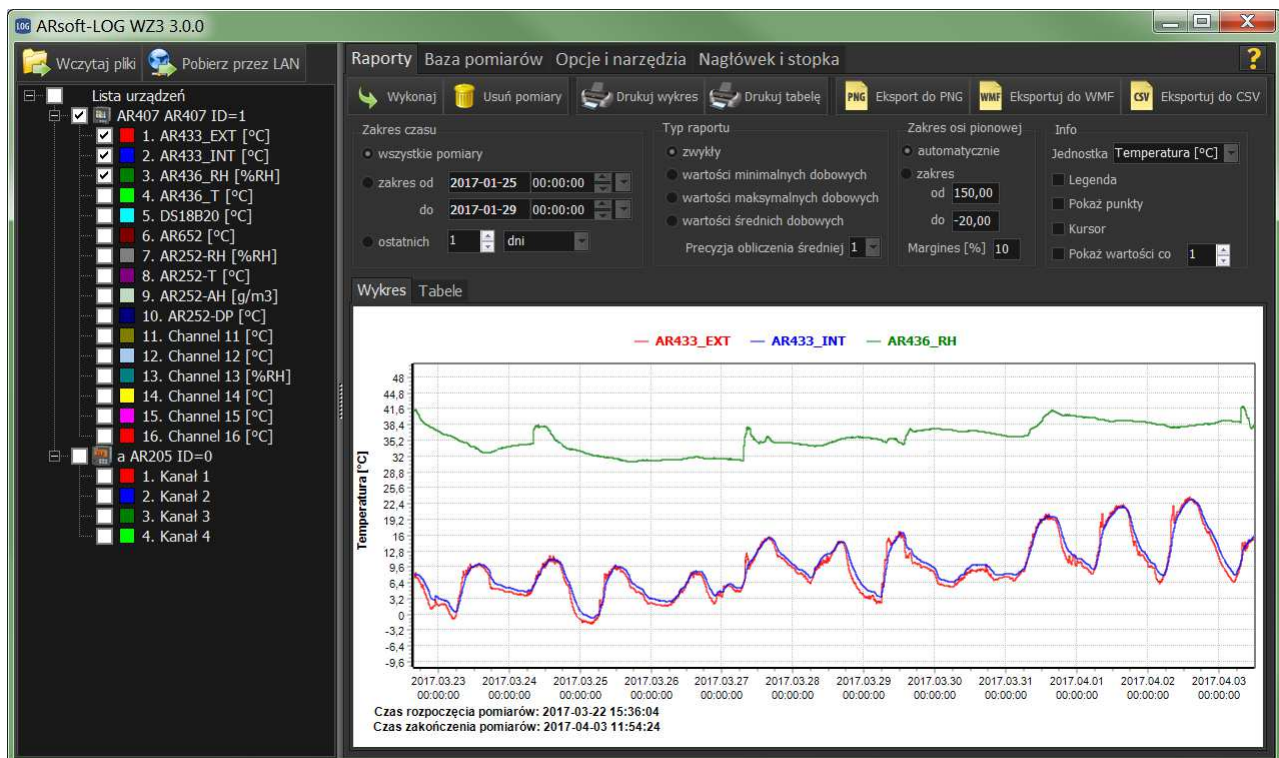 LOG ARsoft-LOG WZ3 3.0.0
Wczytaj pliki Pobierz przez LAN
Lista urządzeń
AR407 AR407 ID=1
1. AR433_EXT [°C]
2. AR433_INT [°C]
3. AR436_RH [%RH]
4. AR436_T [°C]
5. DS18B20 [°C]
6. AR652 [°C]
7. AR252-RH [%RH]
8. AR252-T [°C]
9. AR252-AH [g/m3]
10. AR252-DP [°C]
11. Channel 11 [°C]
12. Channel 12 [°C]
13. Channel 13 [%RH]
14. Channel 14 [°C]
15. Channel 15 [°C]
16. Channel 16 [°C]
a AR205 ID=0
1. Kanał 1
2. Kanał 2
3. Kanał 3
4. Kanał 4
Raporty Baza pomiarów Opcje i narzędzia Nagłówek i stopka ?
Wykonaj Usuń pomiary Drukuj wykres Drukuj tabelę PNG Eksport do PNG WMF Eksportuj do WMF CSV Eksportuj do CSV
Zakres czasu
wszystkie pomiary
zakres od 2017-01-25 00:00:00
do 2017-01-29 00:00:00
ostatnich 1 dni
Typ raportu
zwykły
wartości minimalnych dobowych
wartości maksymalnych dobowych
wartości średnich dobowych
Precyzja obliczenia średniej 1
Zakres osi pionowej
automatycznie
zakres
od 150,00
do -20,00
Margines [%] 10
Info
Jednostka Temperatura [°C]
Legenda
Pokaż punkty
Kursor
Pokaż wartości co 1
Wykres Tabele
AR433_EXT AR433_INT AR436_RH
Temperatura [°C]
48
44,8
41,6
38,4
35,2
32
28,8
25,6
22,4
19,2
16
12,8
9,6
6,4
3,2
0
-3,2
-6,4
-9,6
2017.03.23 2017.03.24 2017.03.25 2017.03.26 2017.03.27 2017.03.28 2017.03.29 2017.03.30 2017.03.31 2017.04.01 2017.04.02 2017.04.03
00:00:00 00:00:00 00:00:00 00:00:00 00:00:00 00:00:00 00:00:00 00:00:00 00:00:00 00:00:00 00:00:00 00:00:00
Czas rozpoczęcia pomiarów: 2017-03-22 15:36:04
Czas zakończenia pomiarów: 2017-04-03 11:54:24